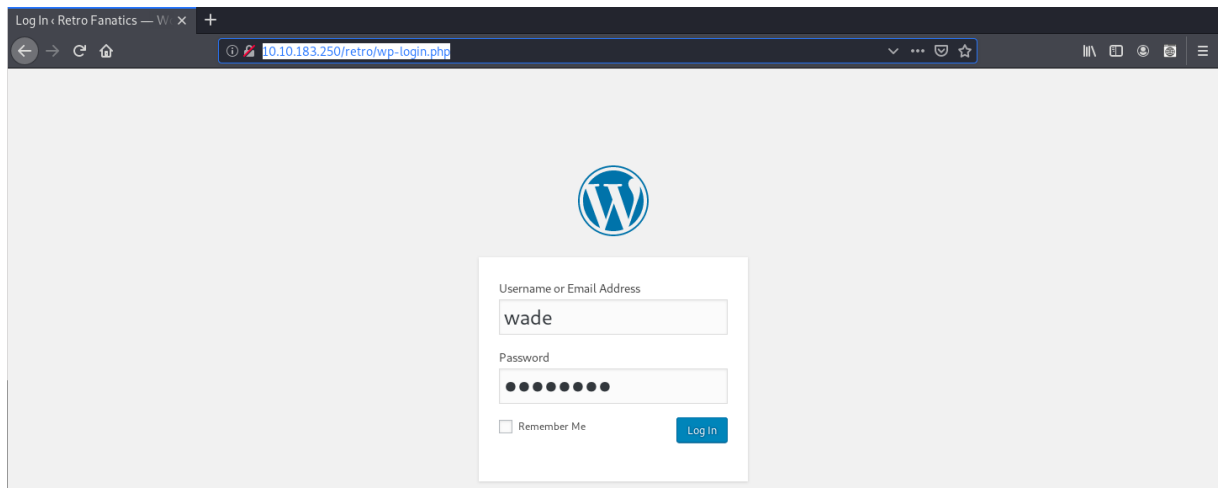 Log In ‹ Retro Fanatics — W
10.10.183.250/retro/wp-login.php
Username or Email Address
wade
Password
●●●●●●●●
Remember Me
Log In